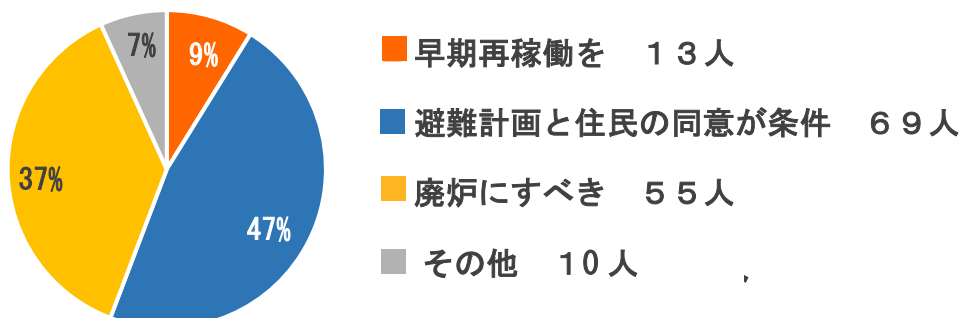 7%
9%
37%
47%
早期再稼働を　１３人
避難計画と住民の同意が条件　６９人
廃炉にすべき　５５人
その他　１０人